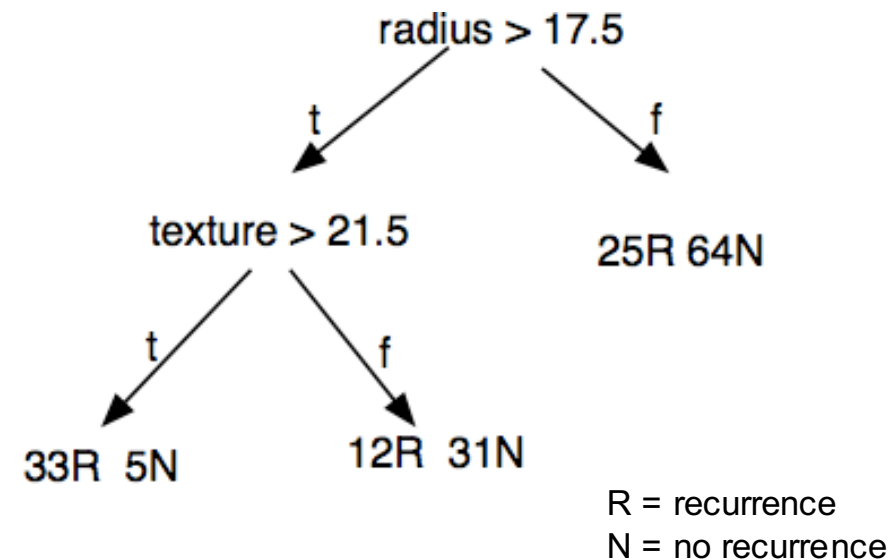 radius > 17.5
t
f
texture > 21.5
25R 64N
t
f
33R 5N
12R 31N
R = recurrence
N = no recurrence